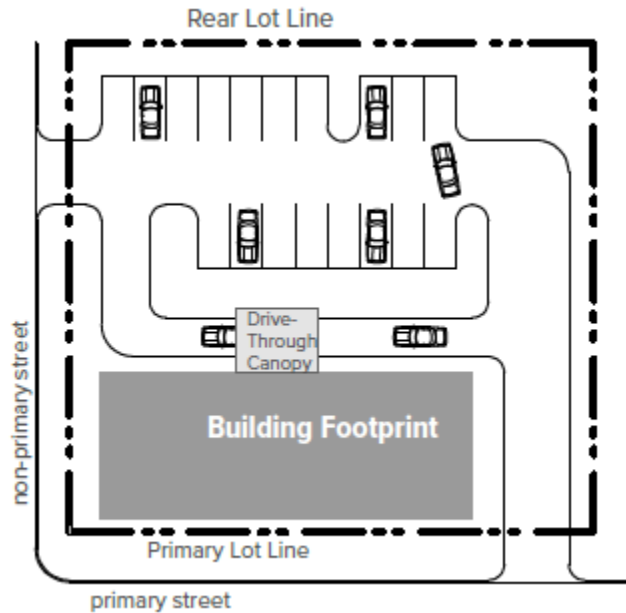 Rear Lot Line
Drive-
Through
Canopy
Building Footprint
non-primary street
Primary Lot Line
primary street